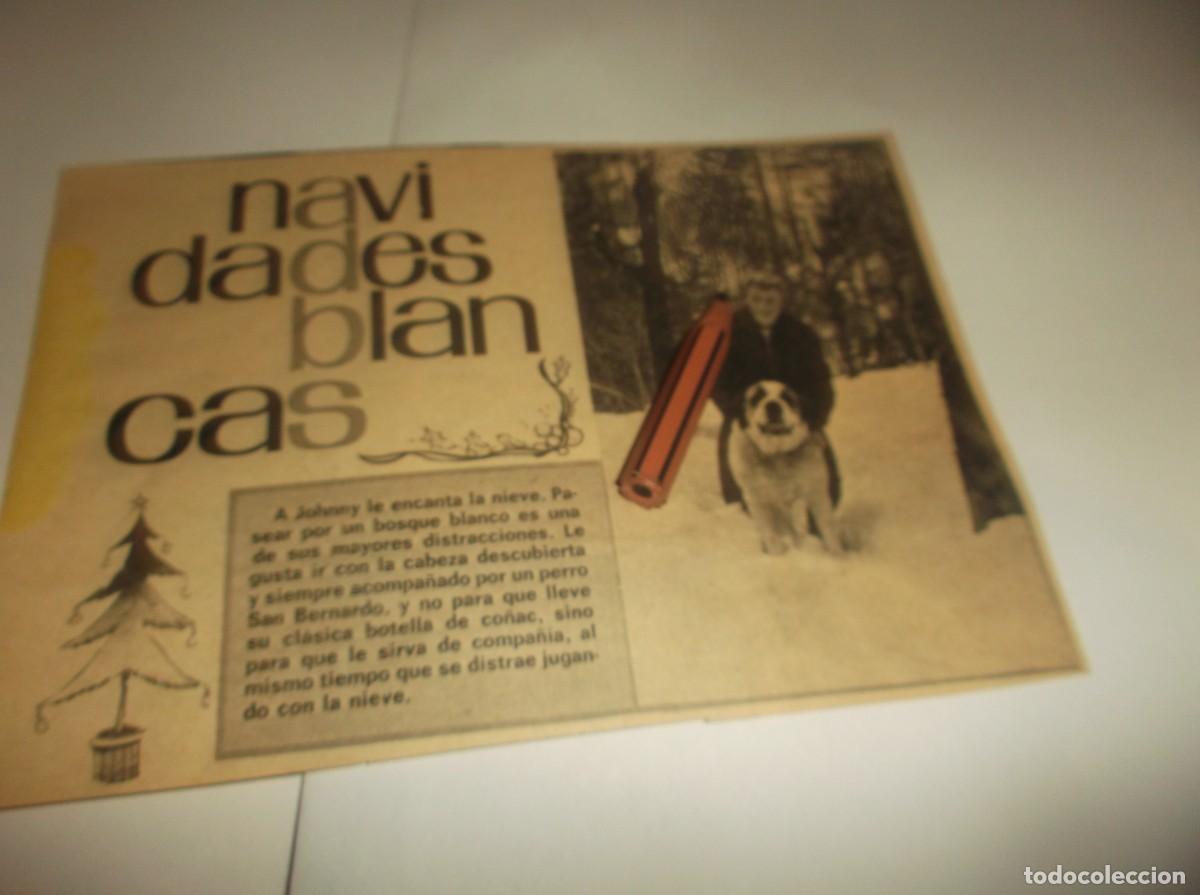 navi
dades
blan
cas
A Johnny le encanta la nieve. Pa-
sear por un bosque blanco es una
de sus mayores distracciones. Le
gusta ir con la cabeza descubierta
y siempre acompañado por un perro
San Bernardo, y no para que lleve
su clásica botella de coñac, sino
para que le sirva de compañía, al
mismo tiempo que se distrae jugan-
do con la nieve.
todocoleccion